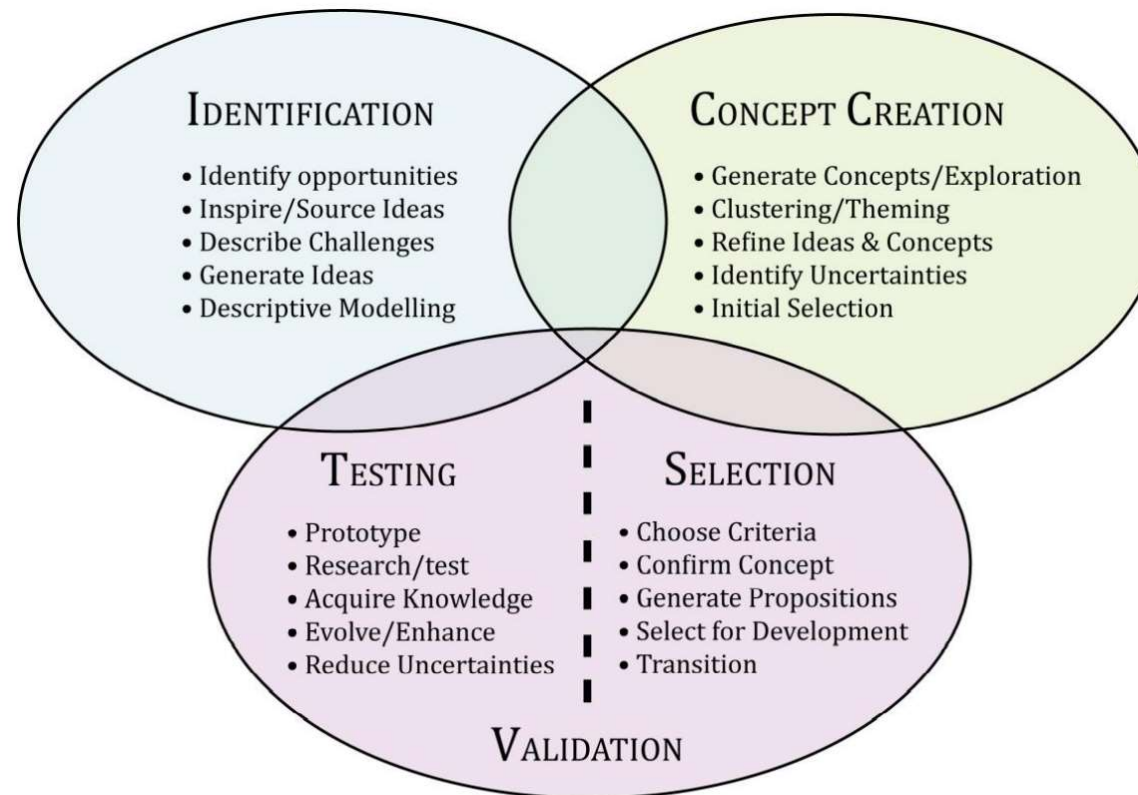 IDENTIFICATION
• Identify opportunities
• Inspire/Source Ideas
• Describe Challenges
• Generate Ideas
• Descriptive Modelling
CONCEPT CREATION
• Generate Concepts/Exploration
• Clustering/Theming
• Refine Ideas & Concepts
• Identify Uncertainties
• Initial Selection
TESTING
• Prototype
• Research/test
• Acquire Knowledge
• Evolve/Enhance
• Reduce Uncertainties
SELECTION
• Choose Criteria
• Confirm Concept
• Generate Propositions
• Select for Development
• Transition
VALIDATION